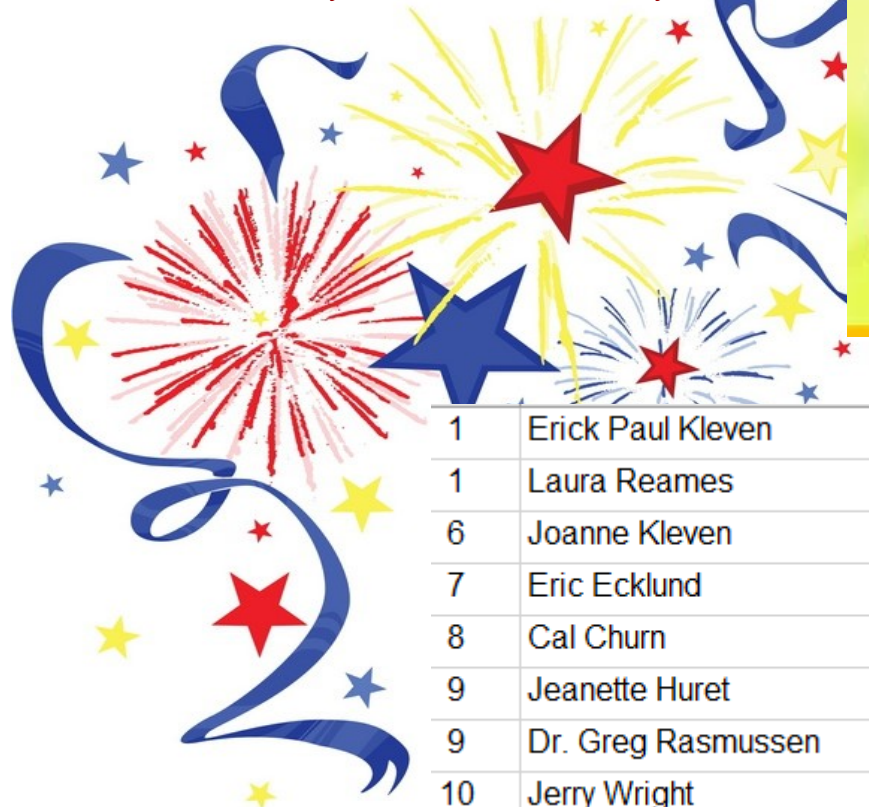 1 Erick Paul Kleven
1 Laura Reames
6 Joanne Kleven
7 Eric Ecklund
8 Cal Churn
9 Jeanette Huret
9 Dr. Greg Rasmussen
10 Jerry Wright